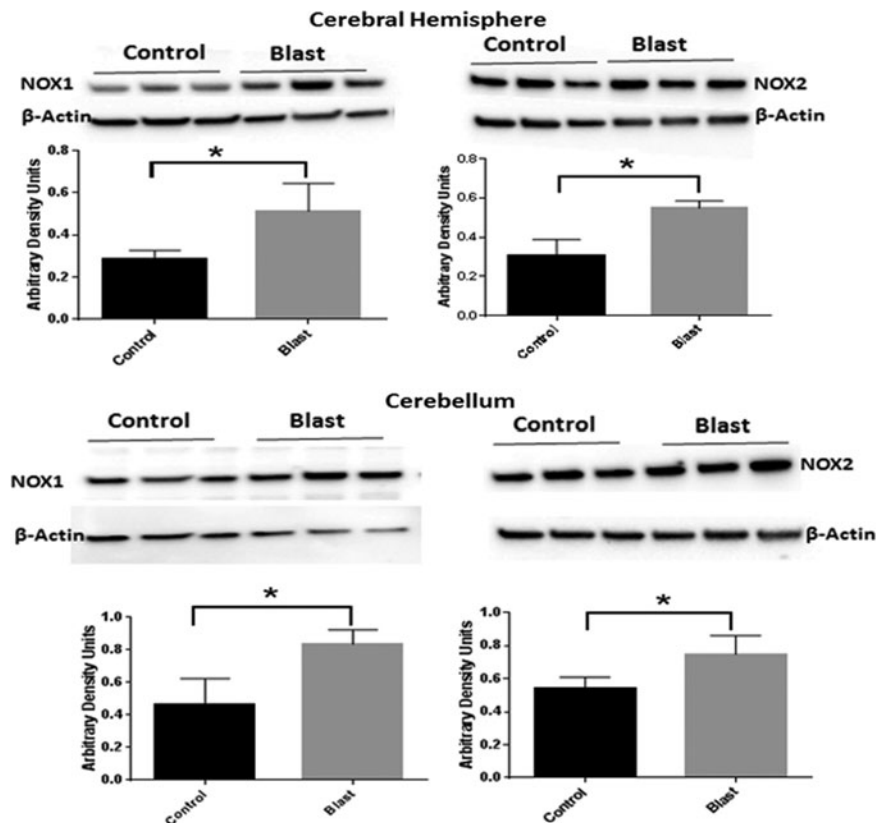 Cerebral Hemisphere
Control Blast
NOX1
β-Actin
*
Arbitrary Density Units
0.8
0.6
0.4
0.2
0.0
Control Blast
Control Blast
NOX2
β-Actin
*
Arbitrary Density Units
0.8
0.6
0.4
0.2
0.0
Control Blast
Cerebellum
Control Blast
NOX1
β-Actin
*
Arbitrary Density Units
1.0
0.8
0.6
0.4
0.2
0.0
Control Blast
Control Blast
NOX2
β-Actin
*
Arbitrary Density Units
1.0
0.8
0.6
0.4
0.2
0.0
Control Blast